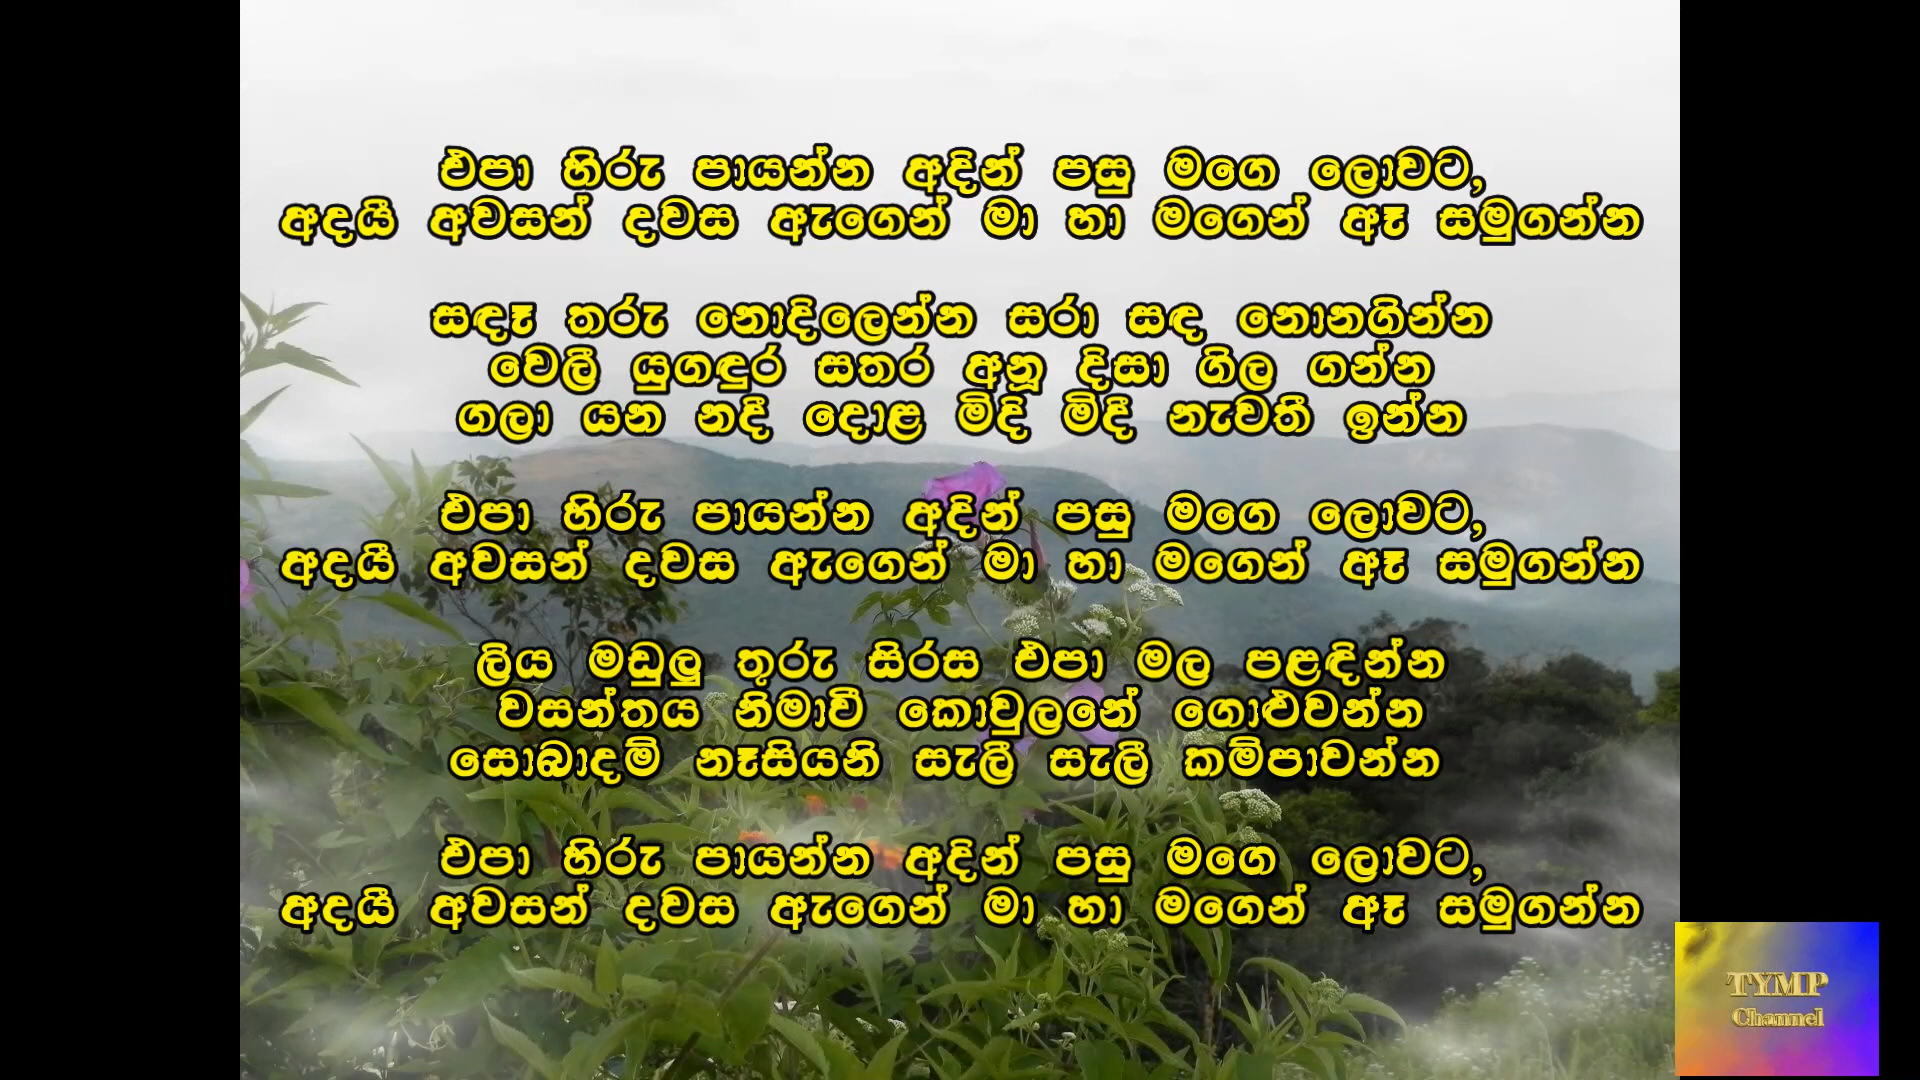 එපා හිරු පායන්න අදින් පසු මගෙ ලොවට,
අදයී අවසන් දවස ඇගෙන් මා හා මගෙන් ඈ සමුගන්න
සඳෑ තරු නොදිලෙන්න සරා සඳ නොනගින්න
වෙලී යුගඳුර සතර අනූ දිසා ගිල ගන්න
ගලා යන නදී දොළ මිදි මිදී නැවතී ඉන්න
එපා හිරු පායන්න අදින් පසු මගෙ ලොවට,
අදයී අවසන් දවස ඇගෙන් මා හා මගෙන් ඈ සමුගන්න
ලිය මඩුලු තුරු සිරස එපා මල පළඳින්න
වසන්තය නිමාවී කොවුලනේ ගොළුවන්න
සොබාදම් නෑසියනි සැලී සැලී කම්පාවන්න
එපා හිරු පායන්න අදින් පසු මගෙ ලොවට,
අදයී අවසන් දවස ඇගෙන් මා හා මගෙන් ඈ සමුගන්න
TYMP
Channel